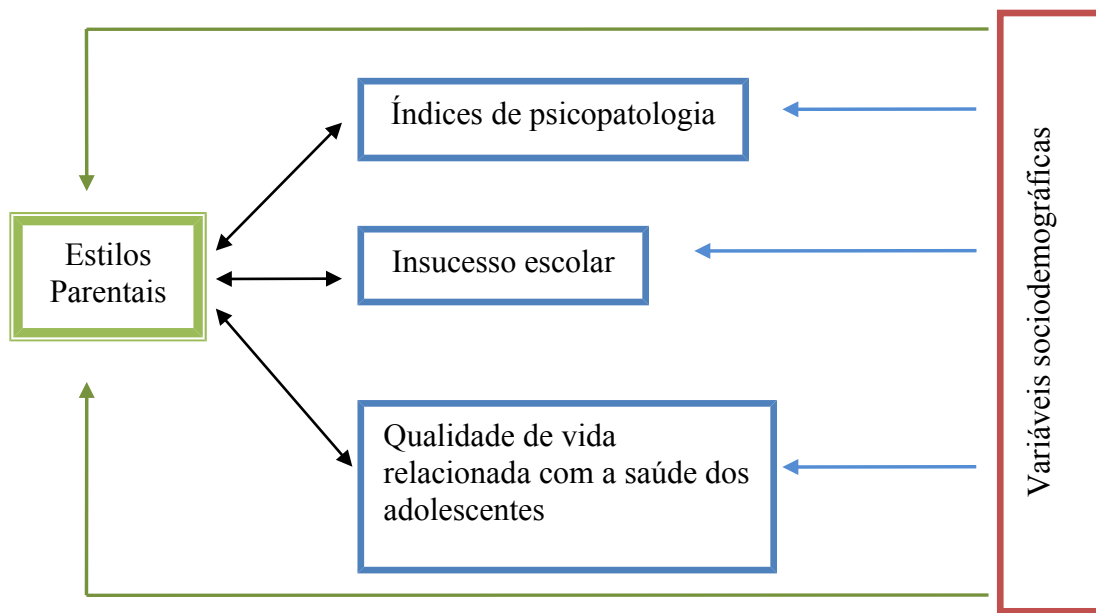 Índices de psicopatologia
Estilos
Parentais
Insucesso escolar
Qualidade de vida
relacionada com a saúde dos
adolescentes
Variáveis sociodemográficas